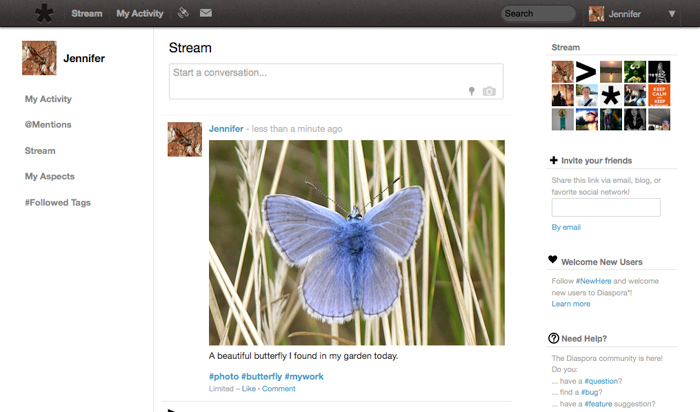 Stream
My Activity
Search
Jennifer
▼
Jennifer
My Activity
@Mentions
Stream
My Aspects
#Followed Tags
Stream
Start a conversation...
Jennifer - less than a minute ago
A beautiful butterfly I found in my garden today.
#photo #butterfly #mywork
Limited – Like · Comment
Stream
KEEP
CALM
KEEP
Invite your friends
Share this link via email, blog, or
favorite social network!
By email
Welcome New Users
Follow #NewHere and welcome
new users to Diaspora*!
Learn more
Need Help?
The Diaspora community is here!
Do you:
... have a #question?
... find a #bug?
... have a #feature suggestion?